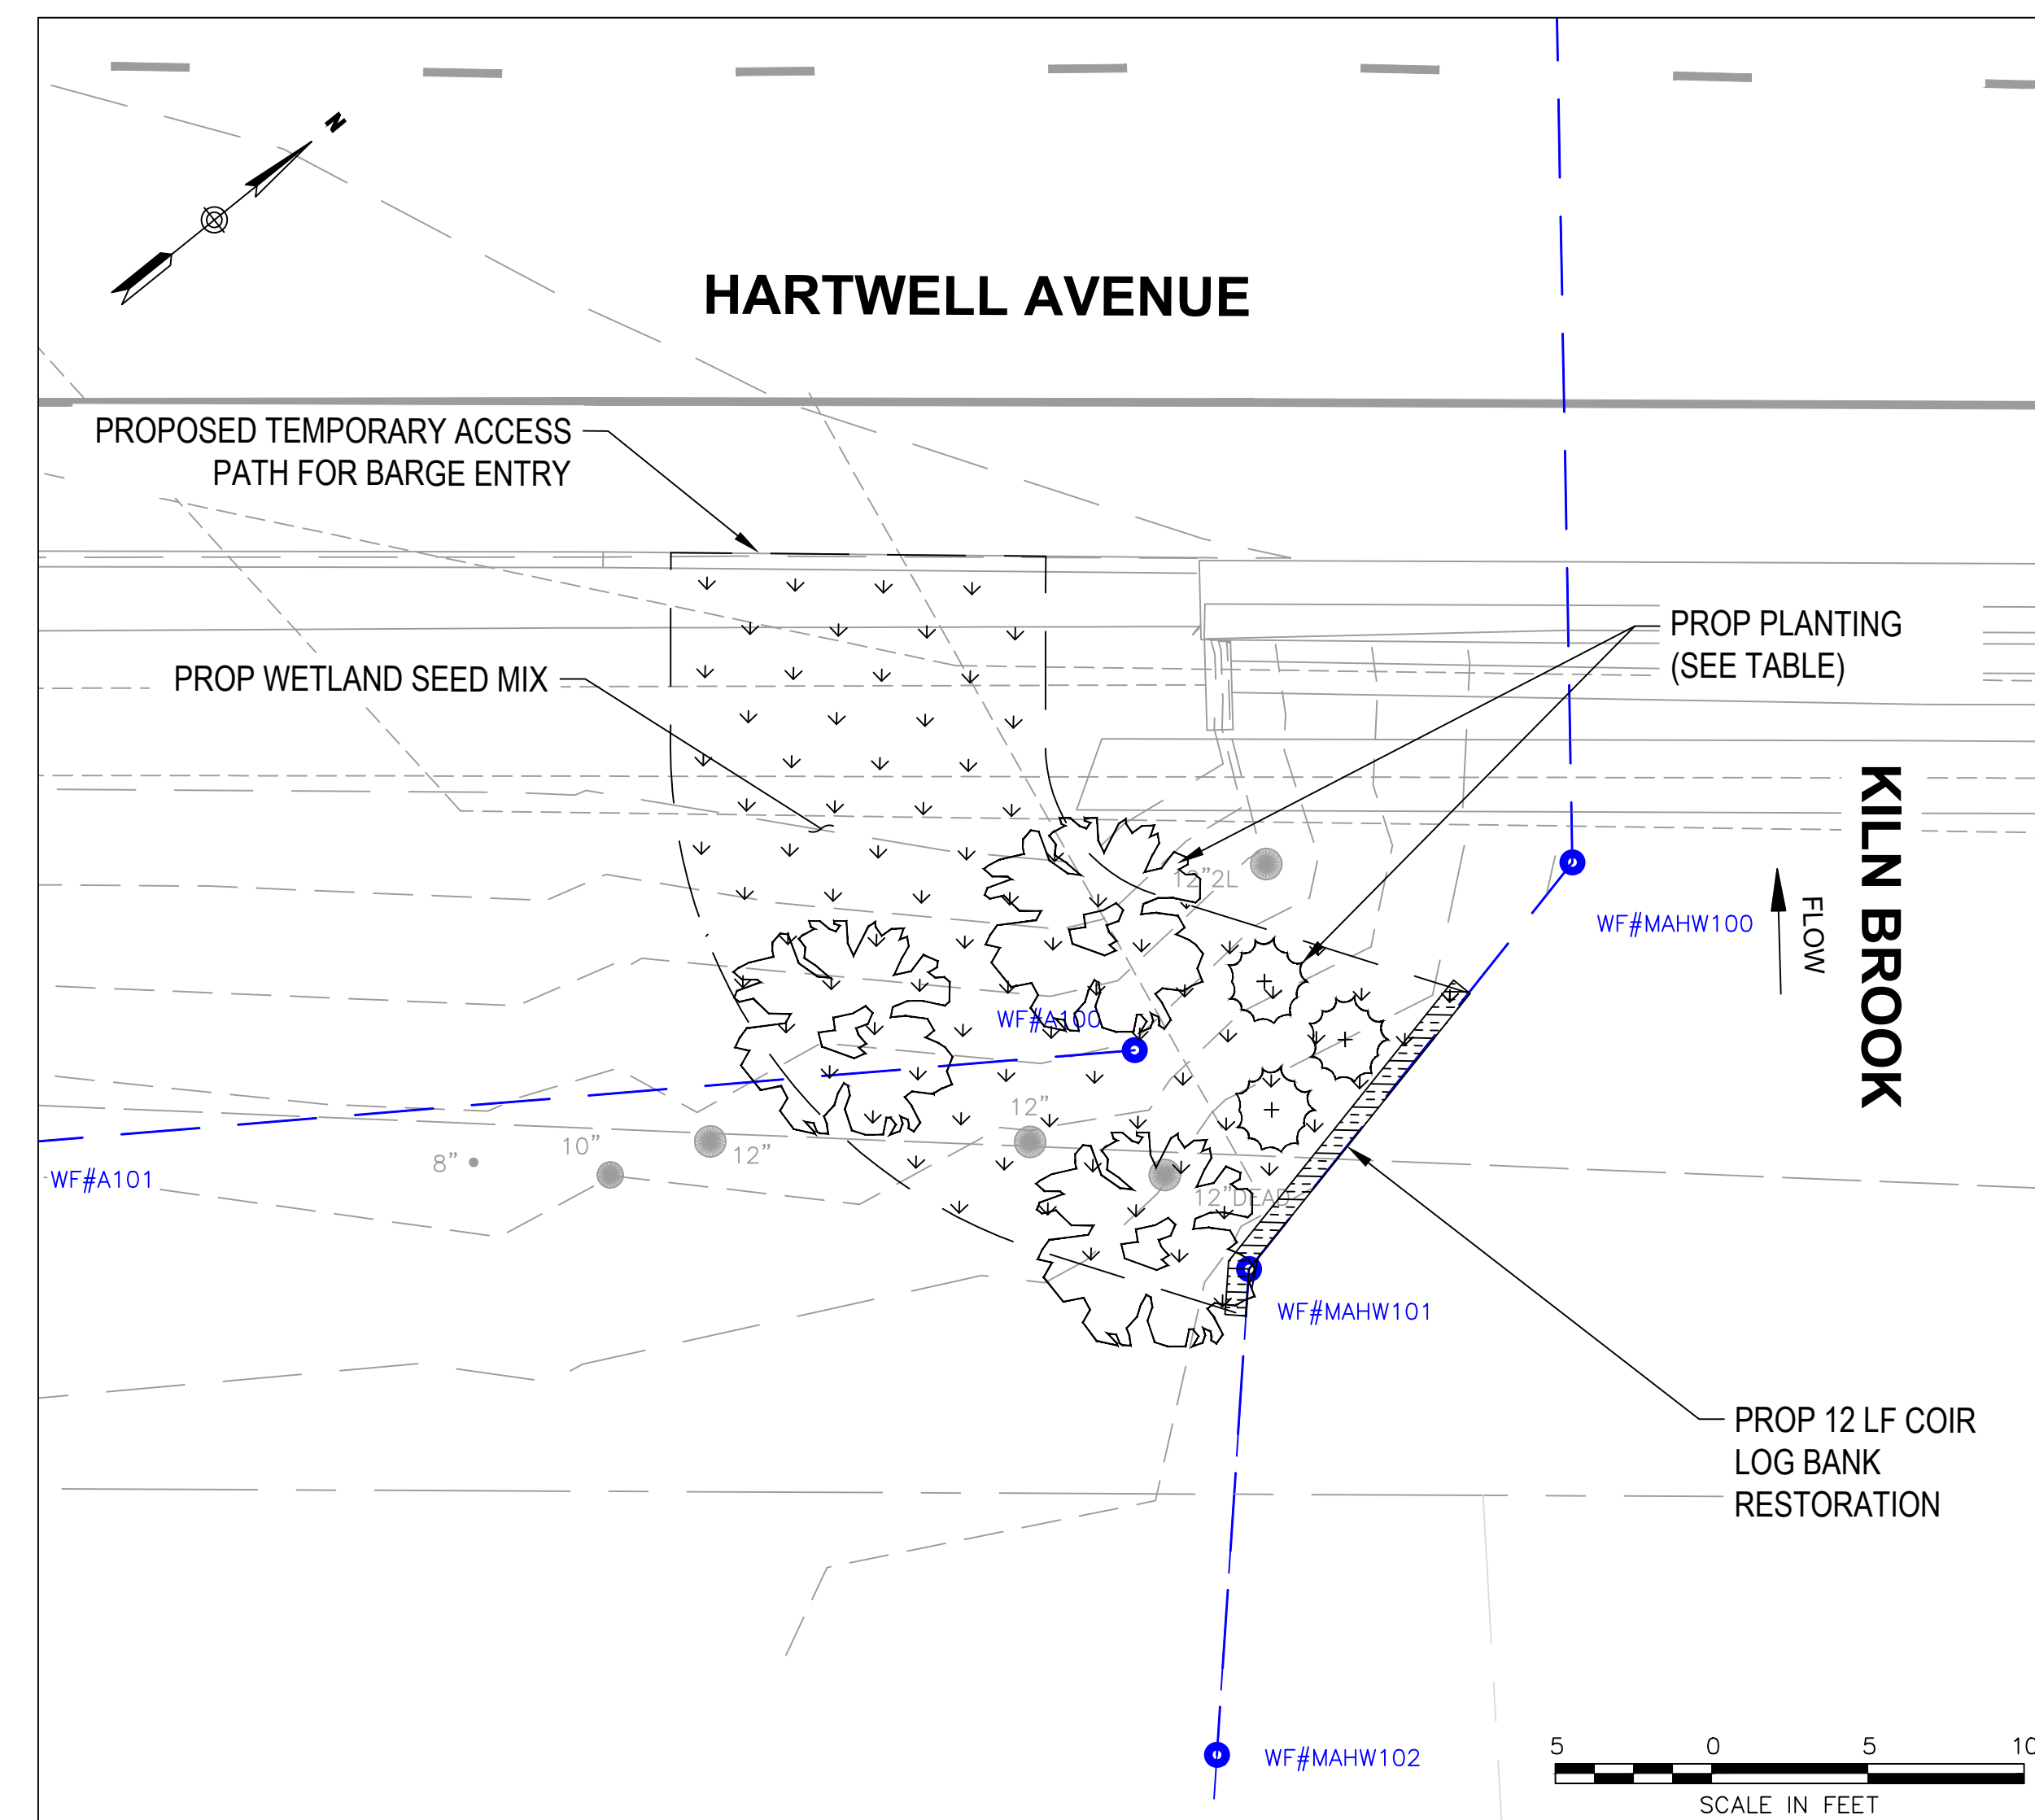 N
HARTWELL AVENUE
PROPOSED TEMPORARY ACCESS
PATH FOR BARGE ENTRY
PROP PLANTING
(SEE TABLE)
PROP WETLAND SEED MIX
KILN BROOK
FLOW
12"2L
WF#MAHW100
WF#A100
12"
10"
12"
8"
WF#A101
12"DEAD
WF#MAHW101
PROP 12 LF COIR
LOG BANK
RESTORATION
WF#MAHW102
5 0 5 10
SCALE IN FEET